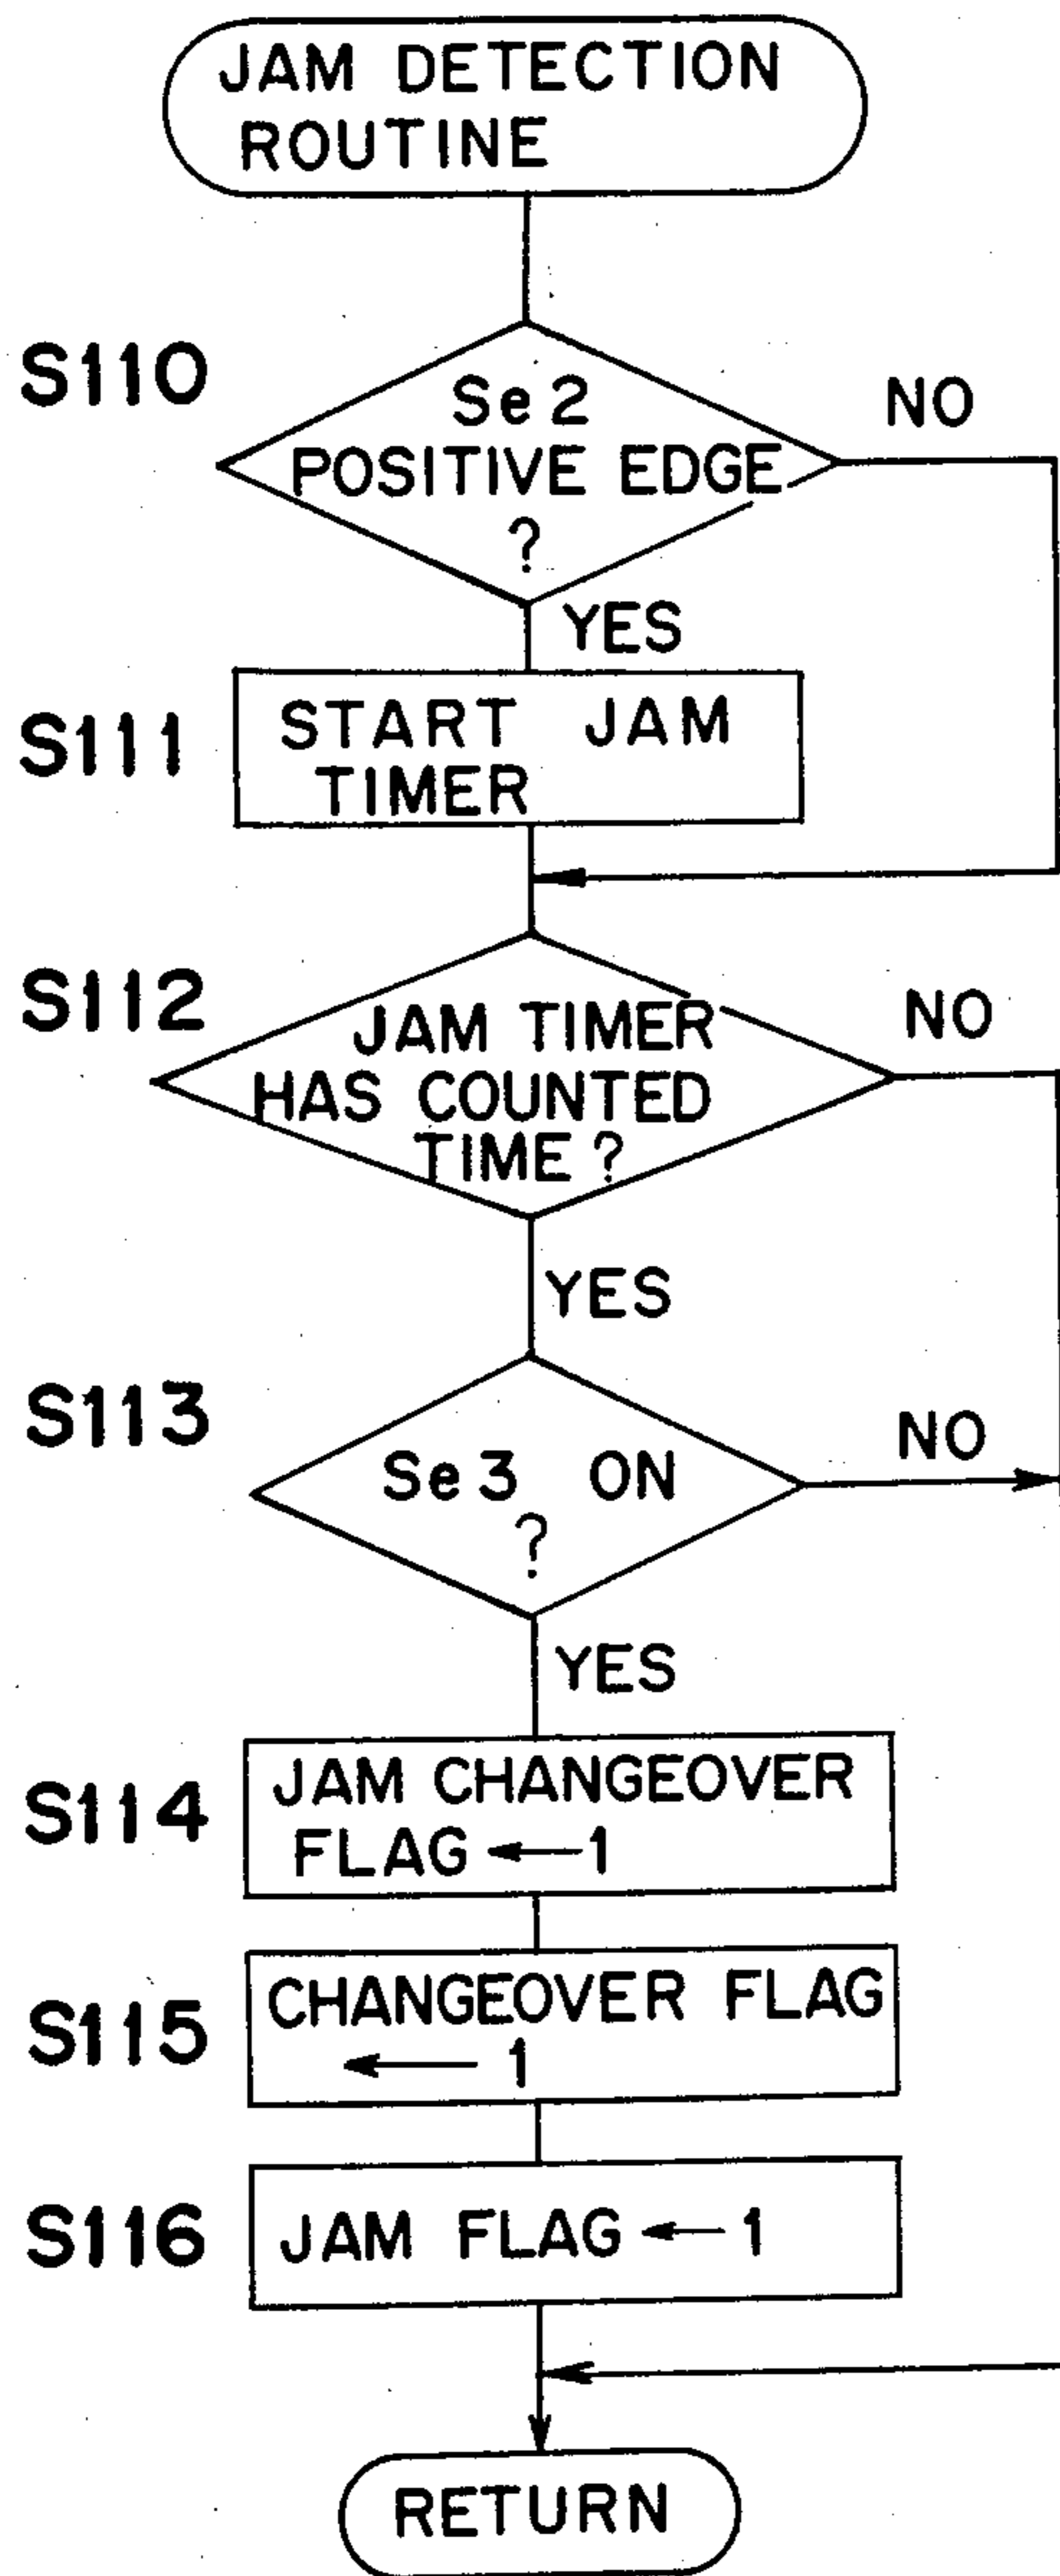 JAM DETECTION
ROUTINE
S110
Se2
POSITIVE EDGE
?
NO
YES
S111
START JAM
TIMER
S112
JAM TIMER
HAS COUNTED
TIME?
NO
YES
S113
Se3 ON
?
NO
YES
S114
JAM CHANGEOVER
FLAG ← 1
S115
CHANGEOVER FLAG
← 1
S116
JAM FLAG ← 1
RETURN